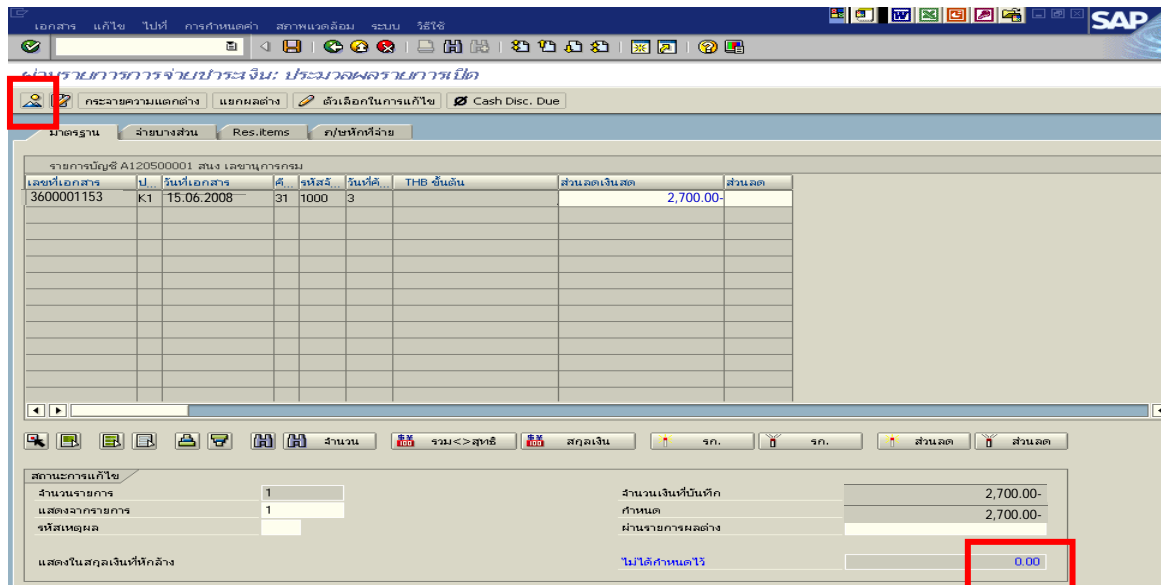 เอกสาร แก้ไข ไปที่ การกำหนดค่า สภาพแวดล้อม ระบบ วิธีใช้
SAP
ผ่านรายการการจ่ายชำระเงิน: ประมวลผลรายการเปิด
กระจายความแตกต่าง แยกผลต่าง ตัวเลือกในการแก้ไข Cash Disc. Due
มาตรฐาน จ่ายบางส่วน Res.items ภ/ษหักที่จ่าย
รายการบัญชี A120500001 สนง เลขานุการกรม
เลขที่เอกสาร ป... วันที่เอกสาร คี... รหัสธุ... วันที่คิ... THB ขั้นต้น ส่วนลดเงินสด ส่วนลด
3600001153 K1 15.06.2008 31 1000 3 2,700.00-
จำนวน รวม<>สุทธิ สกุลเงิน รก. รก. ส่วนลด ส่วนลด
สถานะการแก้ไข
จำนวนรายการ 1 จำนวนเงินที่บันทึก 2,700.00-
แสดงจากรายการ 1 กำหนด 2,700.00-
รหัสเหตุผล ผ่านรายการผลต่าง
แสดงในสกุลเงินที่หักล้าง ไม่ได้กำหนดไว้ 0.00